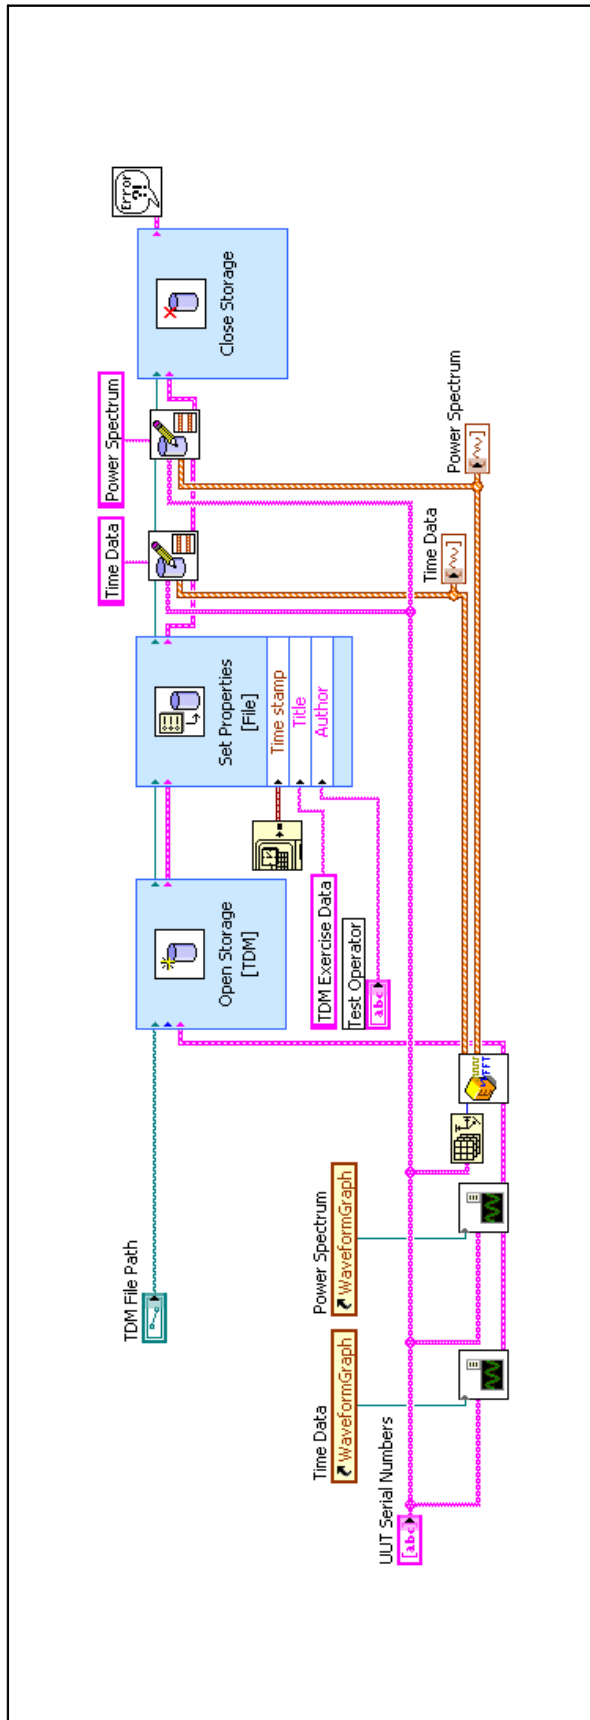 TDM File Path
Open Storage
[TDM]
Set Properties
[File]
Time stamp
Title
Author
Time Data
Power Spectrum
Close Storage
Error
?!
TDM Exercise Data
Test Operator
[abc]
Time Data
WaveformGraph
Power Spectrum
WaveformGraph
UUT Serial Numbers
[abc]
FFT
Time Data
Power Spectrum